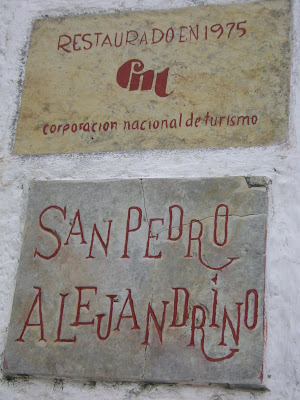 RESTAURADO EN 1975
cnt
corporacion nacional de turismo
SAN PEDRO
ALEJANDRINO